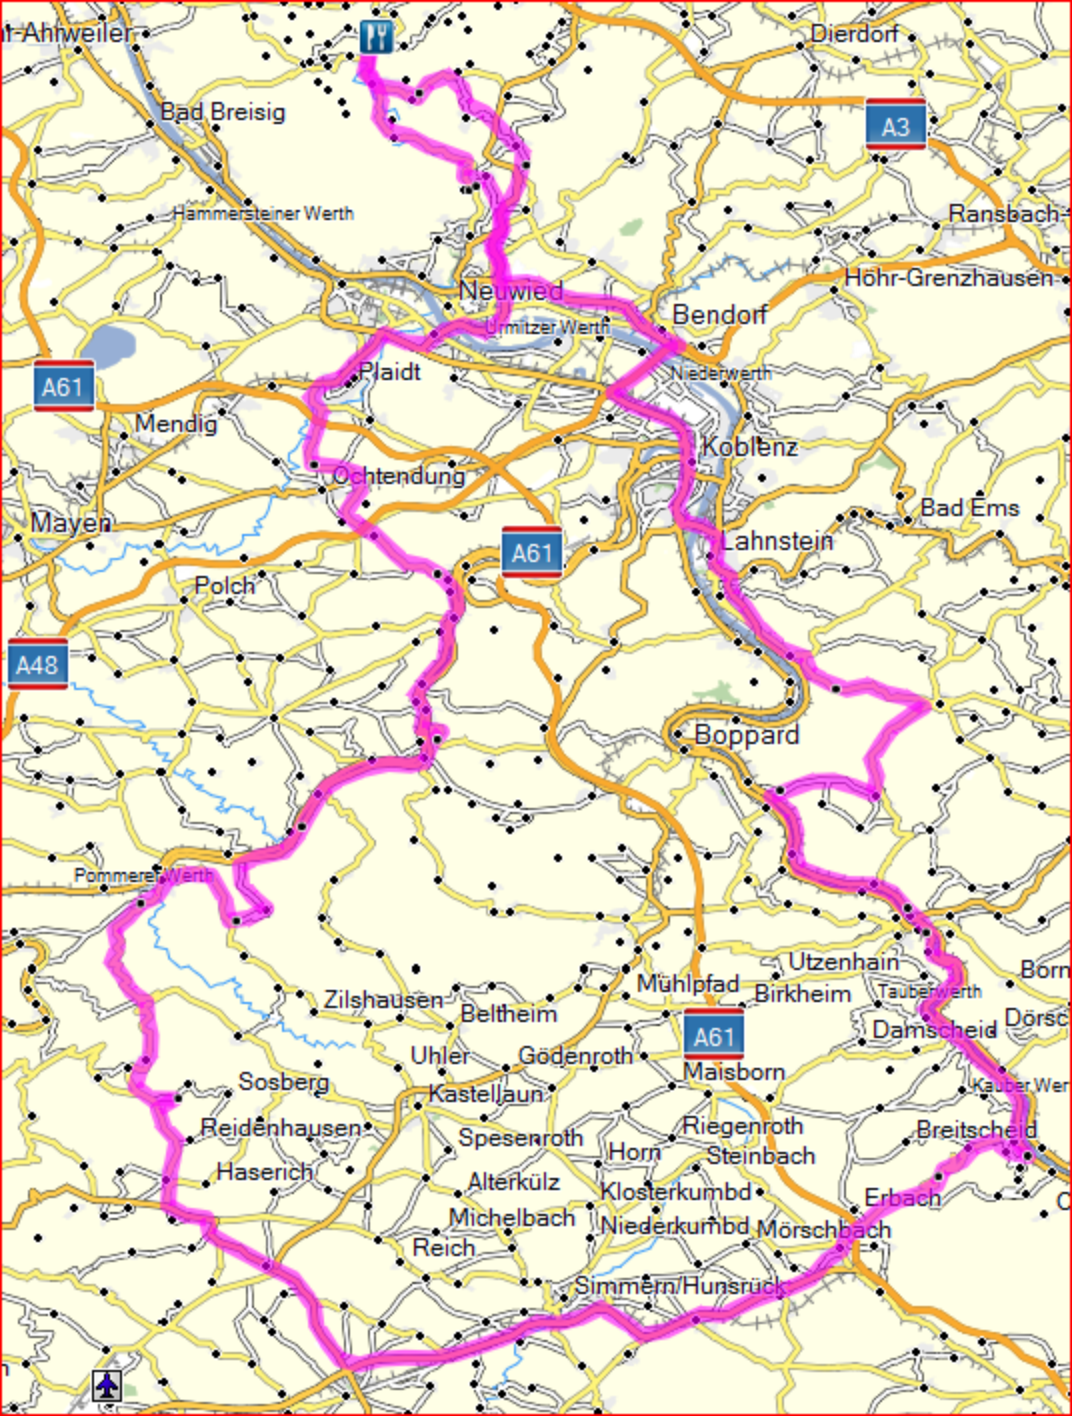 r-Ahrweiler
Dierdorf
Bad Breisig
A3
Hammersteiner Werth
Ransbach-
Höhr-Grenzhausen
Neuwied
Bendorf
Urmitzer Werth
Plaidt
Niederwerth
A61
Mendig
Koblenz
Ochtendung
Mayen
Bad Ems
Lahnstein
A61
Polch
A48
Boppard
Pommerer Werth
Utzenhain
Born
Mühlpfad
Birkheim
Tauberwerth
Zilshausen
Beltheim
Damscheid
Dörsc
A61
Uhler
Gödenroth
Maisborn
Sosberg
Kastellaun
Kauber Wer
Reidenhausen
Riegenroth
Breitscheid
Spesenroth
Horn
Steinbach
Haserich
Alterkülz
Klosterkumbd
Erbach
Michelbach
Niederkumbd
Mörschbach
Reich
Simmern/Hunsrück